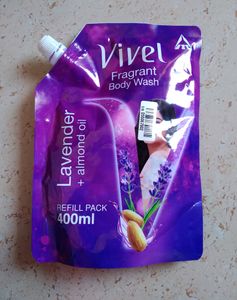 Vivel
Fragrant
Body Wash
Lavender
+ almond oil
REFILL PACK
400ml